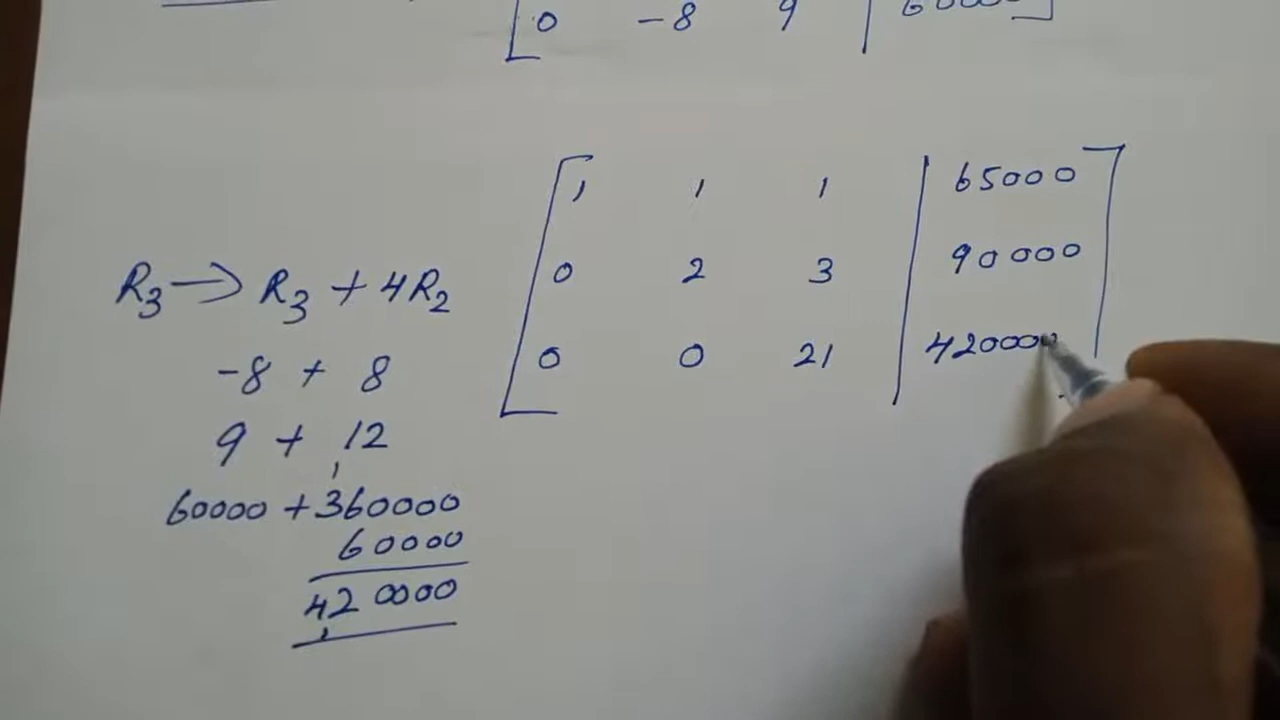 0 -8 9
1 1 1 65000
0 2 3 90000
R3 → R3 + 4R2
0 0 21 420000
-8 + 8
9 + 12
1
60000 + 360000
60000
420000